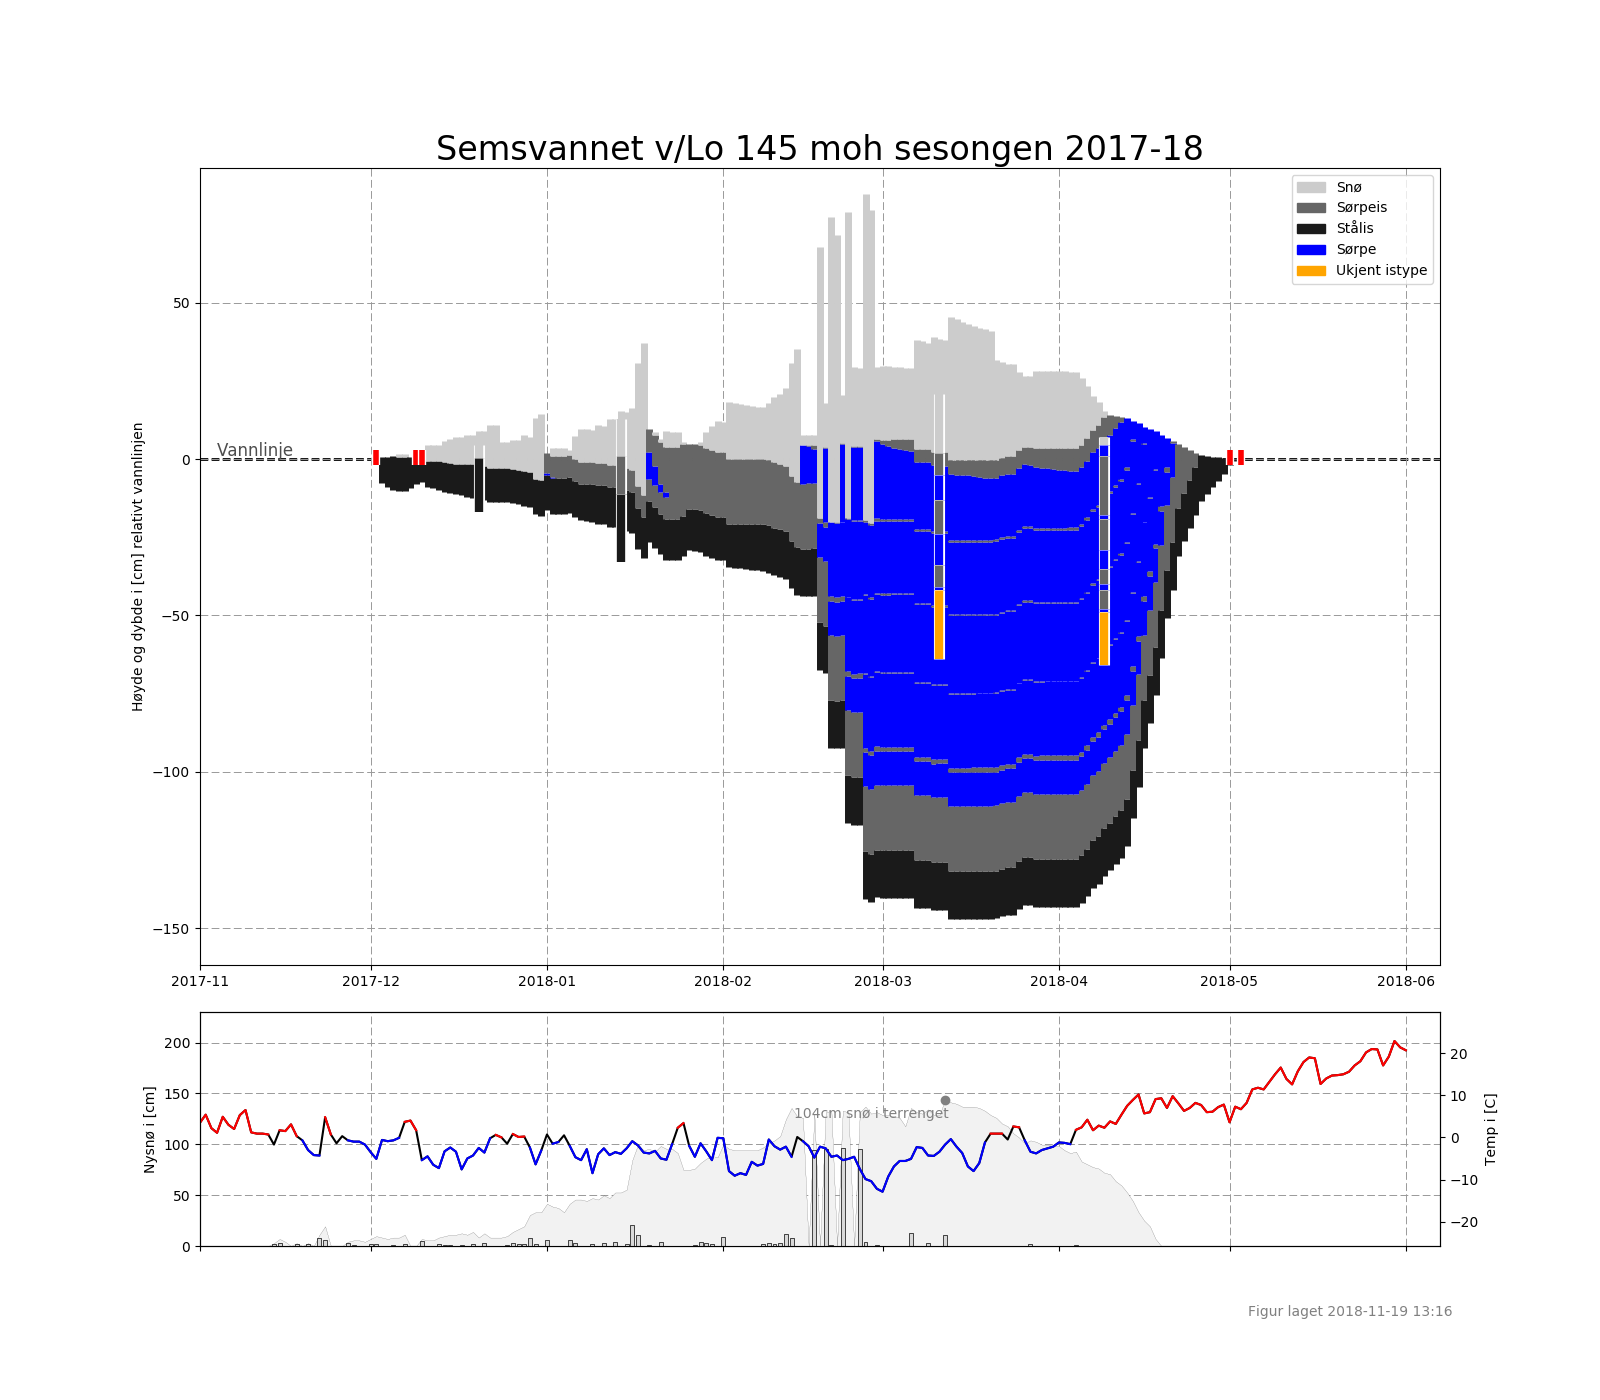 Semsvannet v/Lo 145 moh sesongen 2017-18
Snø
Sørpeis
Stålis
Sørpe
Ukjent istype
Høyde og dybde i [cm] relativt vannlinjen
50
0
−50
−100
−150
Vannlinje
2017-11 2017-12 2018-01 2018-02 2018-03 2018-04 2018-05 2018-06
Nysnø i [cm]
200
150
100
50
0
104cm snø i terrenget
20
10
0
−10
−20
Temp i [C]
Figur laget 2018-11-19 13:16